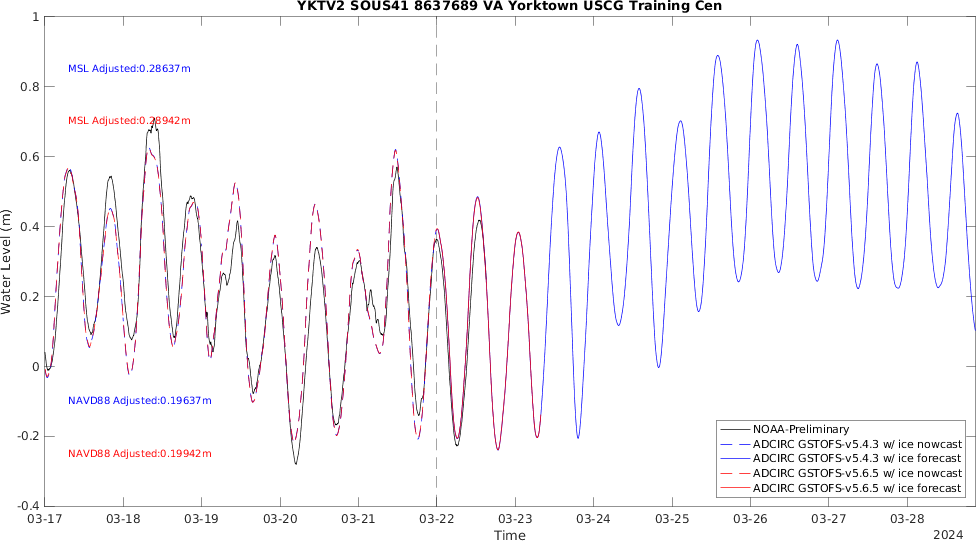 YKTV2 SOUS41 8637689 VA Yorktown USCG Training Cen
MSL Adjusted:0.28637m
MSL Adjusted:0.28942m
NAVD88 Adjusted:0.19637m
NAVD88 Adjusted:0.19942m
Water Level (m)
1
0.8
0.6
0.4
0.2
0
-0.2
-0.4
03-17 03-18 03-19 03-20 03-21 03-22 03-23 03-24 03-25 03-26 03-27 03-28
Time
2024
NOAA-Preliminary
ADCIRC GSTOFS-v5.4.3 w/ ice nowcast
ADCIRC GSTOFS-v5.4.3 w/ ice forecast
ADCIRC GSTOFS-v5.6.5 w/ ice nowcast
ADCIRC GSTOFS-v5.6.5 w/ ice forecast